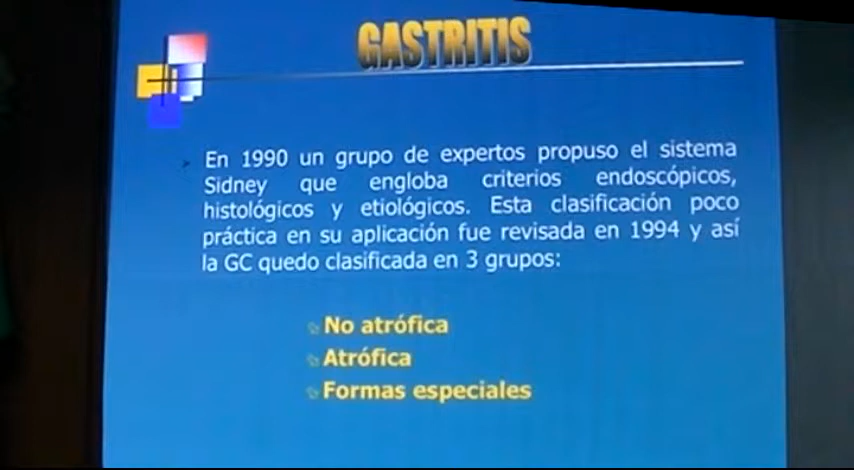 GASTRITIS
En 1990 un grupo de expertos propuso el sistema
Sidney que engloba criterios endoscópicos,
histológicos y etiológicos. Esta clasificación poco
práctica en su aplicación fue revisada en 1994 y así
la GC quedo clasificada en 3 grupos:
No atrófica
Atrófica
Formas especiales